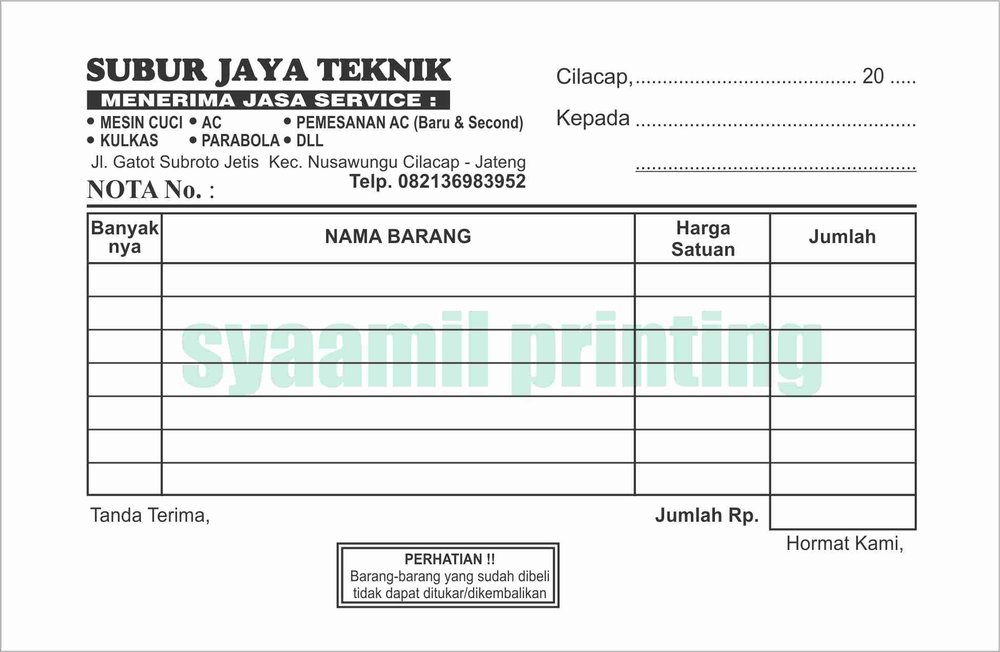 SUBUR JAYA TEKNIK
MENERIMA JASA SERVICE :
• MESIN CUCI • AC • PEMESANAN AC (Baru & Second)
• KULKAS • PARABOLA • DLL
Jl. Gatot Subroto Jetis Kec. Nusawungu Cilacap - Jateng
Telp. 082136983952
NOTA No. :
Cilacap,.......................................... 20 .....
Kepada .....................................................
.....................................................
Banyak nya NAMA BARANG Harga Satuan Jumlah
syaamil printing
Tanda Terima, Jumlah Rp.
Hormat Kami,
PERHATIAN !!
Barang-barang yang sudah dibeli
tidak dapat ditukar/dikembalikan